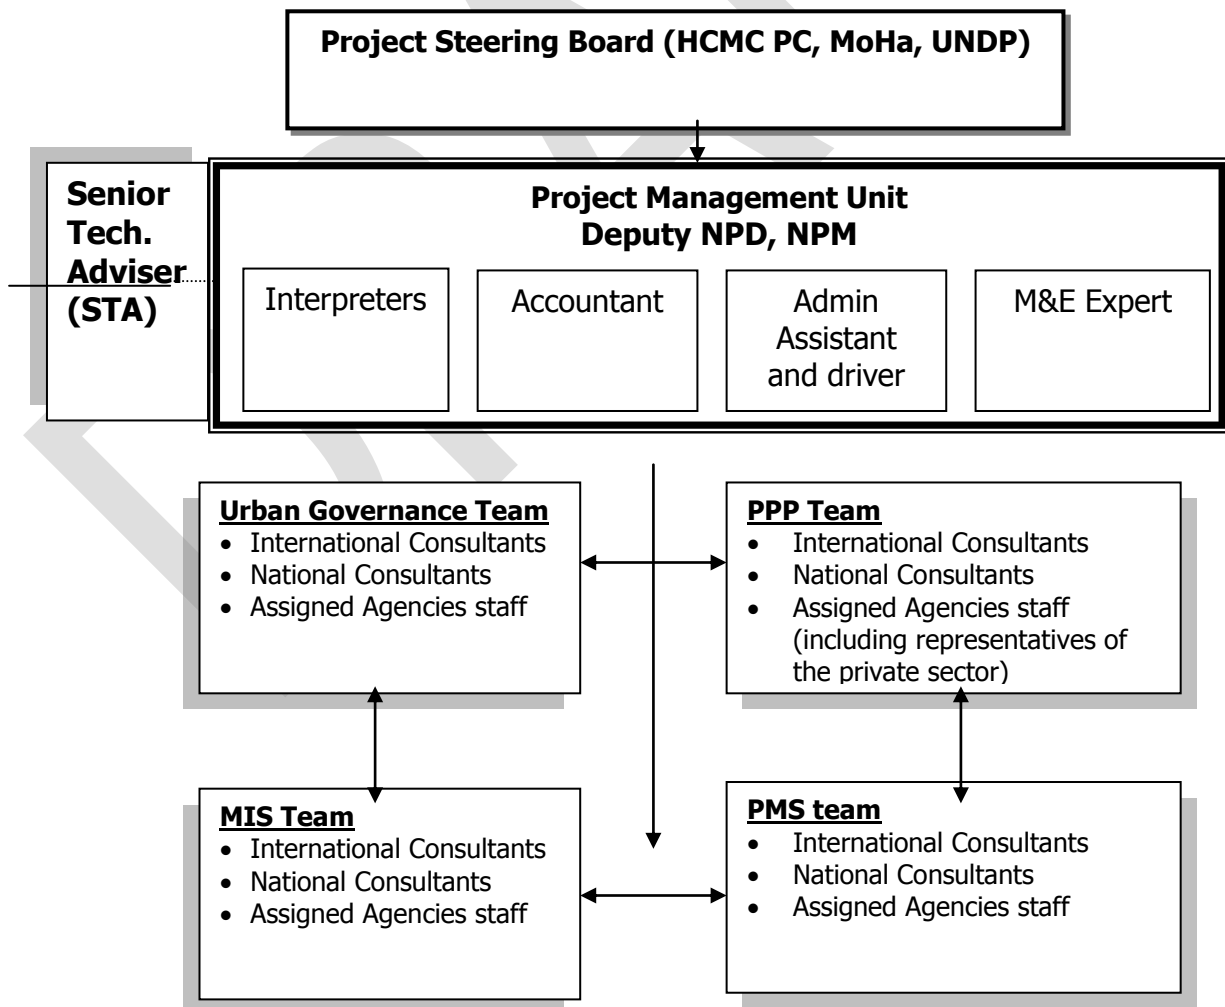 Project Steering Board (HCMC PC, MoHa, UNDP)
Senior
Tech.
Adviser
(STA)
Project Management Unit
Deputy NPD, NPM
Interpreters
Accountant
Admin
Assistant
and driver
M&E Expert
Urban Governance Team
• International Consultants
• National Consultants
• Assigned Agencies staff
PPP Team
• International Consultants
• National Consultants
• Assigned Agencies staff
(including representatives of
the private sector)
MIS Team
• International Consultants
• National Consultants
• Assigned Agencies staff
PMS team
• International Consultants
• National Consultants
• Assigned Agencies staff